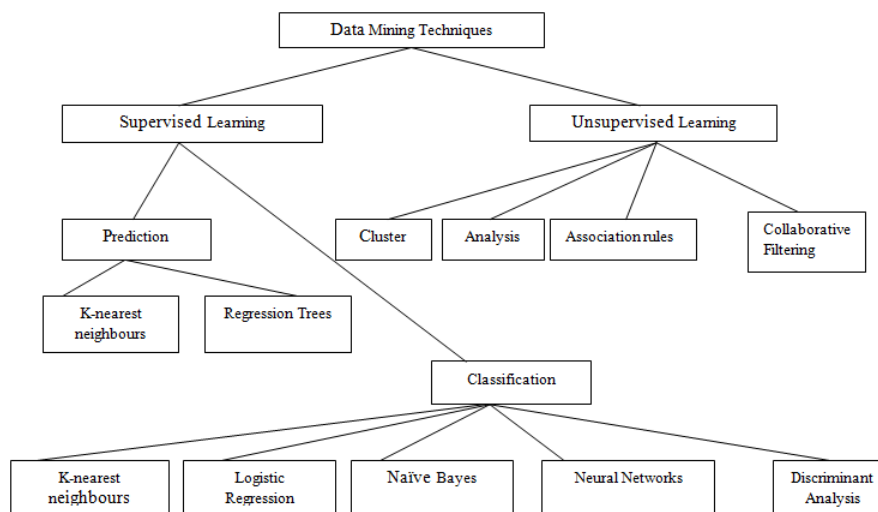 Data Mining Techniques
Supervised Learning
Unsupervised Learning
Prediction
Cluster
Analysis
Association rules
Collaborative
Filtering
K-nearest
neighbours
Regression Trees
Classification
K-nearest
neighbours
Logistic
Regression
Naïve Bayes
Neural Networks
Discriminant
Analysis